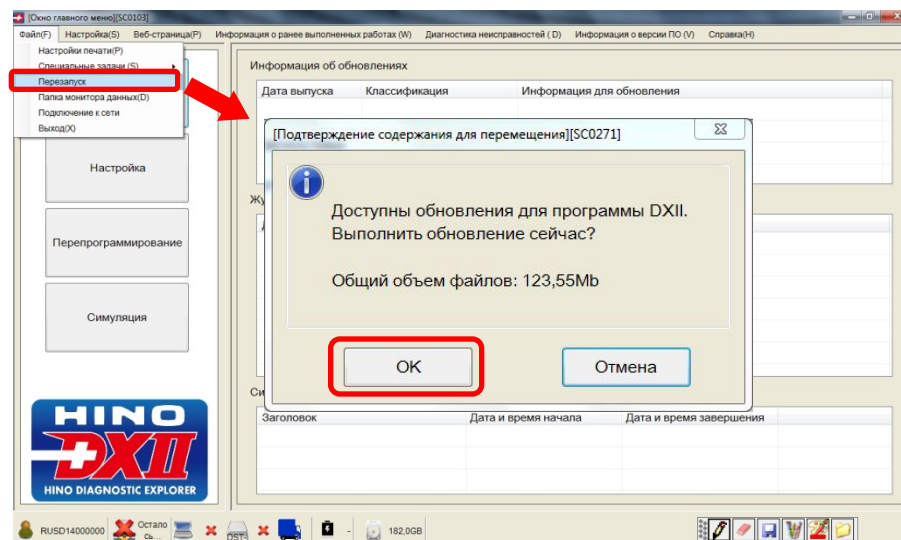 [Окно главного меню][SC0103]
Файл(F) Настройка(S) Веб-страница(P) Информация о ранее выполненных работах (W) Диагностика неисправностей ( D) Информация о версии ПО (V) Справка(H)
Настройки печати(P)
Специальные задачи (S)
Перезапуск
Папка монитора данных(D)
Подключение к сети
Выход(X)
Информация об обновлениях
Дата выпуска Классификация Информация для обновления
[Подтверждение содержания для перемещения][SC0271]
Доступны обновления для программы DXII.
Выполнить обновление сейчас?
Общий объем файлов: 123,55Mb
OK Отмена
Настройка
Перепрограммирование
Симуляция
Заголовок Дата и время начала Дата и время завершения
HINO
DXII
HINO DIAGNOSTIC EXPLORER
RUSD14000000 Остало DST- - 182,0GB
Сь...